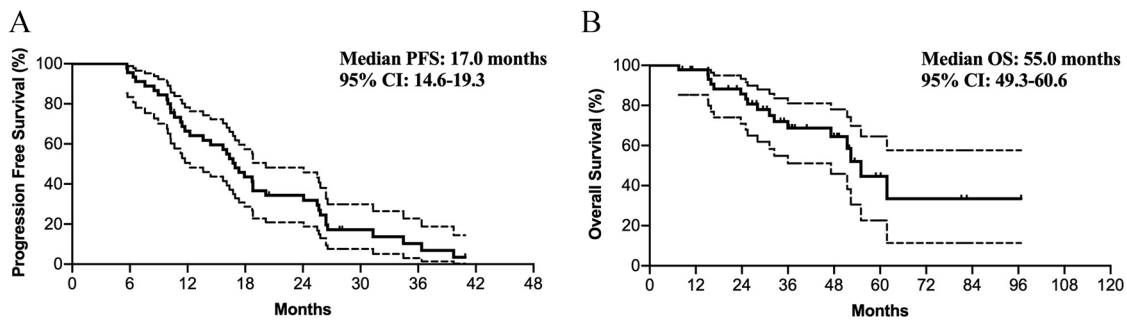 A
Median PFS: 17.0 months
95% CI: 14.6-19.3
Progression Free Survival (%)
100
80
60
40
20
0
0 6 12 18 24 30 36 42 48
Months
B
Median OS: 55.0 months
95% CI: 49.3-60.6
Overall Survival (%)
100
80
60
40
20
0
0 12 24 36 48 60 72 84 96 108 120
Months